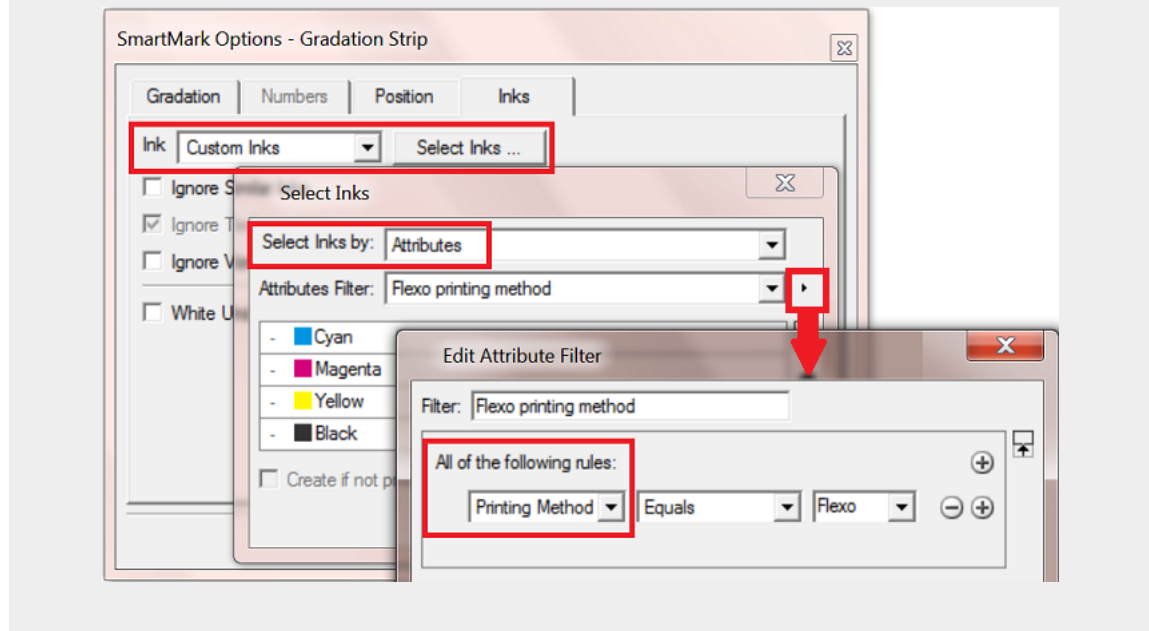 SmartMark Options - Gradation Strip
Gradation Numbers Position Inks
Ink Custom Inks Select Inks ...
Ignore
Select Inks
Ignore
Select Inks by: Attributes
Ignore
Attributes Filter: Flexo printing method
White
- Cyan
Edit Attribute Filter
- Magenta
- Yellow
Filter: Flexo printing method
- Black
All of the following rules:
Create if not
Printing Method Equals Flexo